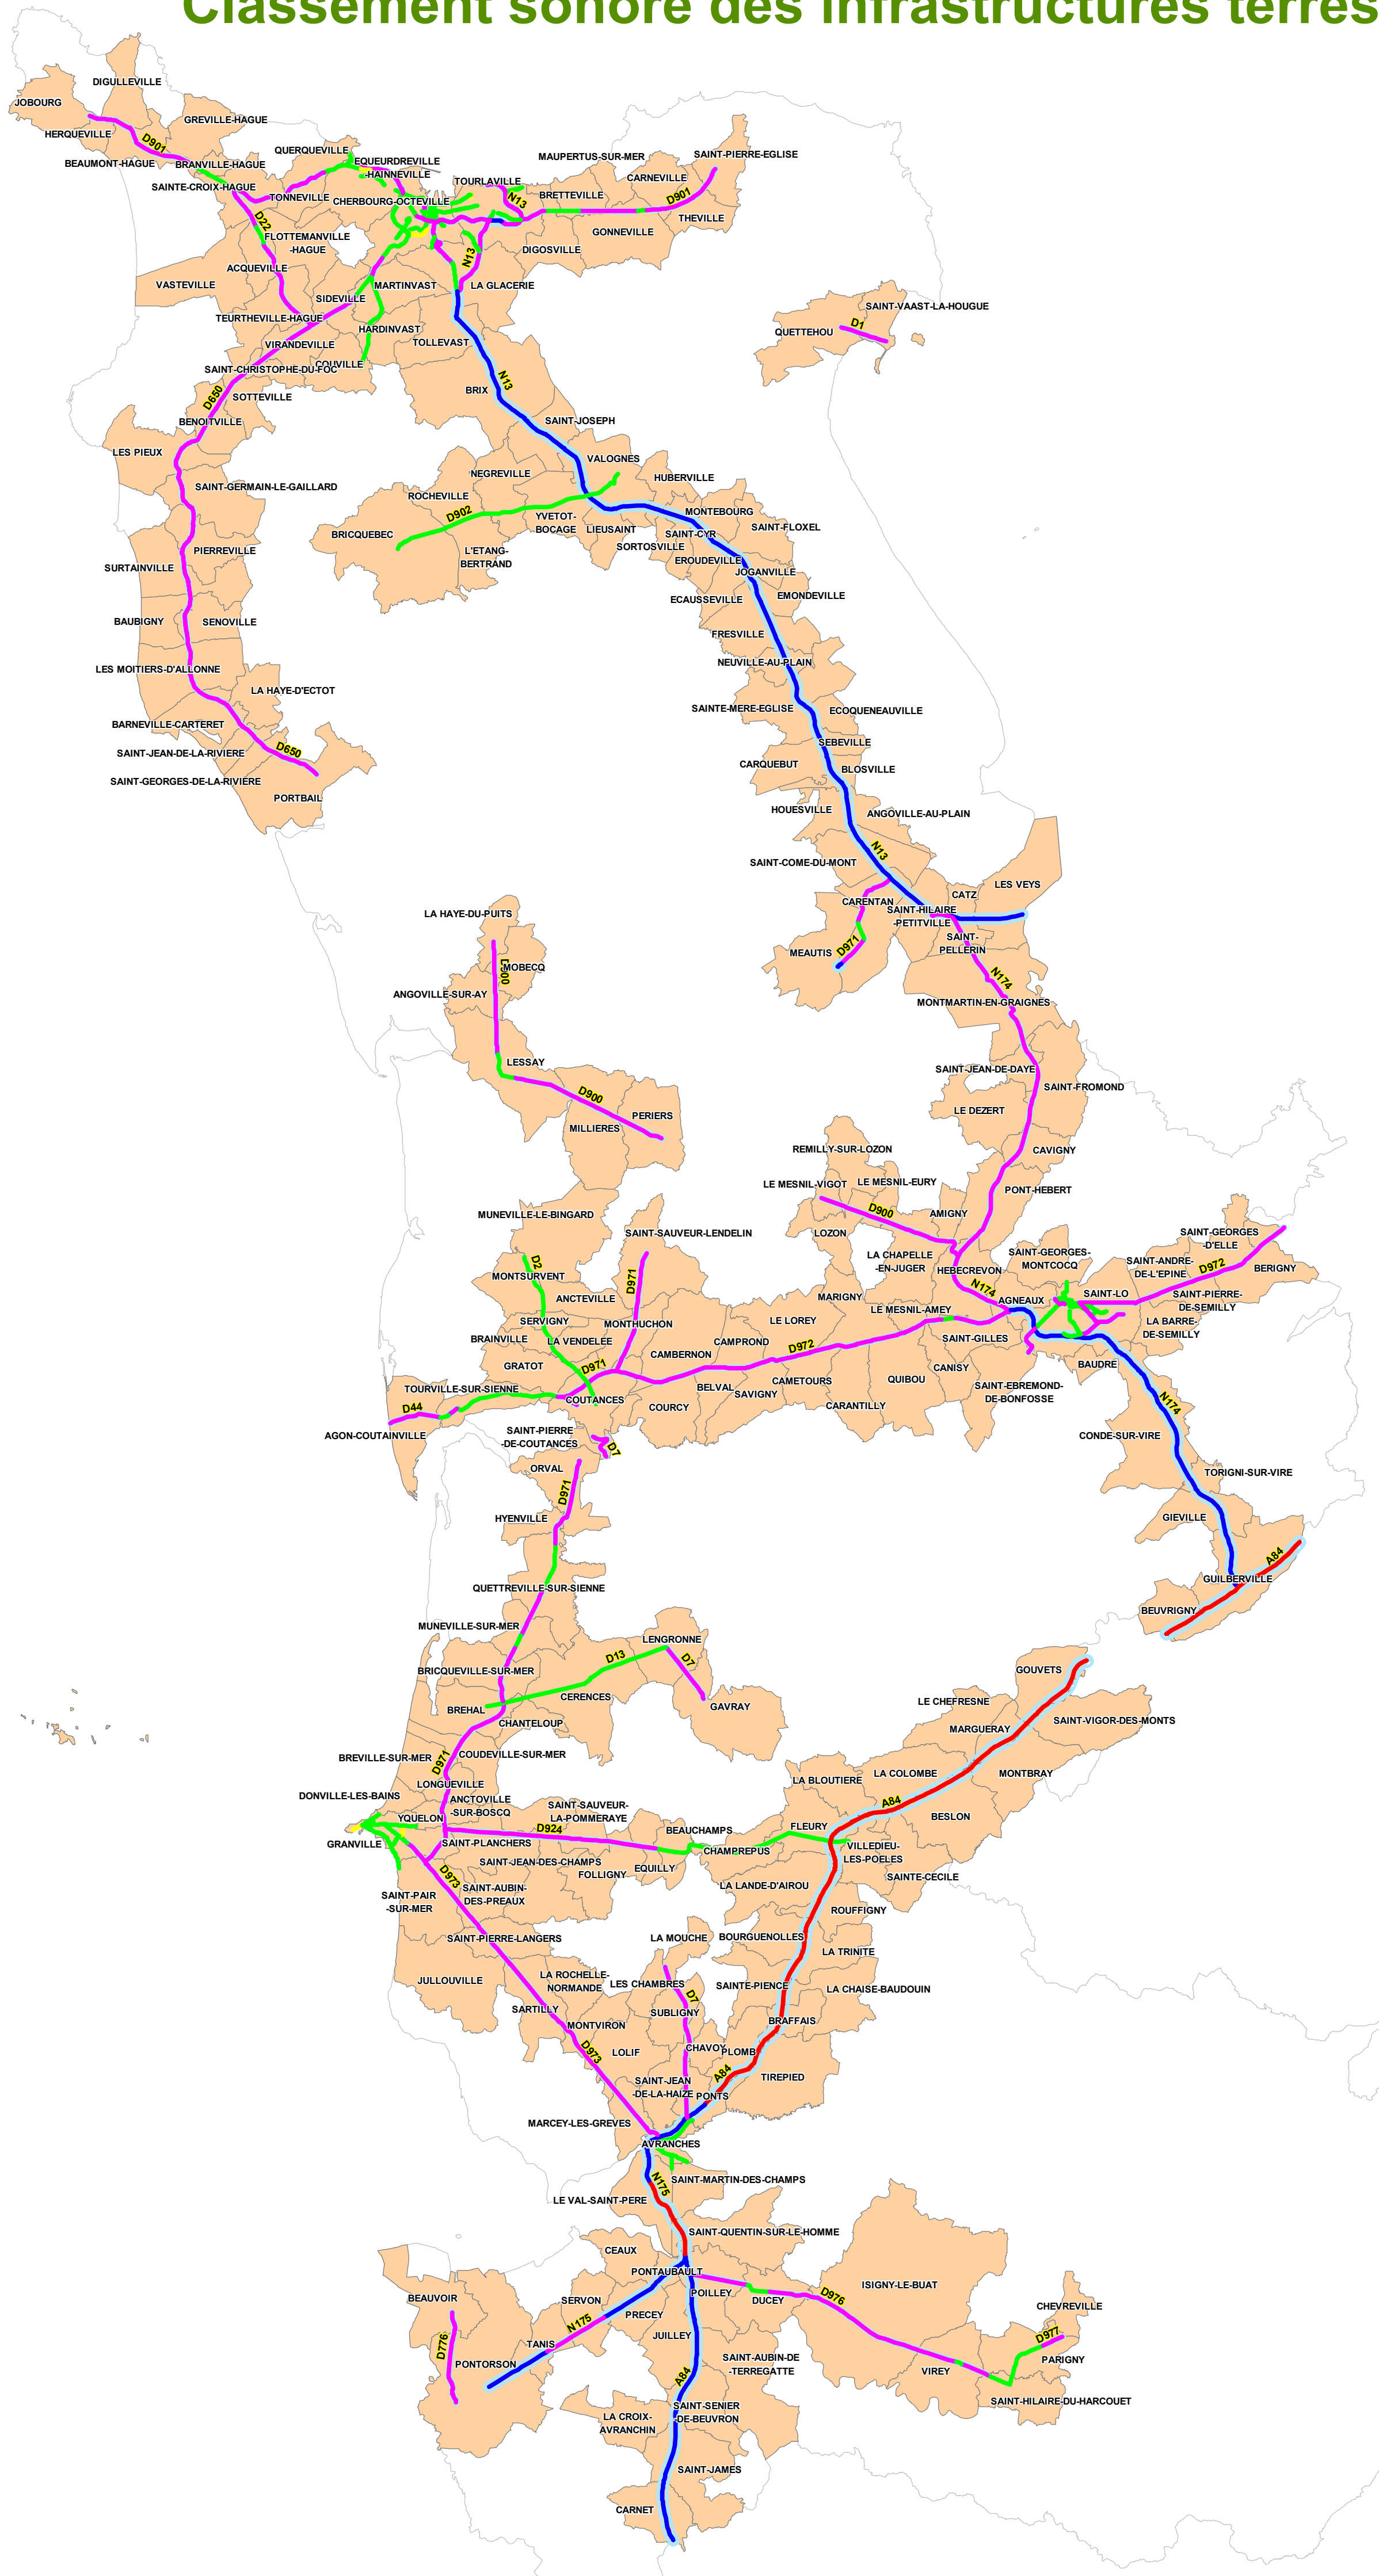 Classement sonore des infrastructures terres
DIGULLEVILLE
JOBOURG
GREVILLE-HAGUE
HERQUEVILLE
D901
QUERQUEVILLE
BEAUMONT-HAGUE
BRANVILLE-HAGUE
EQUEURDREVILLE
-HAINNEVILLE
MAUPERTUS-SUR-MER
SAINT-PIERRE-EGLISE
CARNEVILLE
SAINTE-CROIX-HAGUE
TOURLAVILLE
TONNEVILLE
CHERBOURG-OCTEVILLE
N13
BRETTEVILLE
D901
THEVILLE
D22
FLOTTEMANVILLE
-HAGUE
GONNEVILLE
DIGOSVILLE
N13
ACQUEVILLE
VASTEVILLE
MARTINVAST
LA GLACERIE
SIDEVILLE
SAINT-VAAST-LA-HOUGUE
TEURTHEVILLE-HAGUE
D1
QUETTEHOU
HARDINVAST
VIRANDEVILLE
TOLLEVAST
COUVILLE
SAINT-CHRISTOPHE-DU-FOC
N13
BRIX
D650
SOTTEVILLE
BENOITVILLE
SAINT-JOSEPH
LES PIEUX
VALOGNES
NEGREVILLE
HUBERVILLE
SAINT-GERMAIN-LE-GAILLARD
ROCHEVILLE
D902
MONTEBOURG
YVETOT-
BOCAGE
LIEUSAINT
SAINT-FLOXEL
BRICQUEBEC
SAINT-CYR
SORTOSVILLE
PIERREVILLE
L'ETANG-
BERTRAND
EROUDEVILLE
SURTAINVILLE
JOGANVILLE
ECAUSSEVILLE
EMONDEVILLE
BAUBIGNY
SENOVILLE
FRESVILLE
NEUVILLE-AU-PLAIN
LES MOITIERS-D'ALLONNE
LA HAYE-D'ECTOT
SAINTE-MERE-EGLISE
ECOQUENEAUVILLE
BARNEVILLE-CARTERET
SEBEVILLE
D650
SAINT-JEAN-DE-LA-RIVIERE
CARQUEBUT
BLOSVILLE
SAINT-GEORGES-DE-LA-RIVIERE
PORTBAIL
HOUESVILLE
ANGOVILLE-AU-PLAIN
N13
SAINT-COME-DU-MONT
LES VEYS
CATZ
CARENTAN
SAINT-HILAIRE
-PETITVILLE
LA HAYE-DU-PUITS
SAINT-
PELLERIN
D971
MEAUTIS
MOBECQ
N174
ANGOVILLE-SUR-AY
MONTMARTIN-EN-GRAIGNES
LESSAY
SAINT-JEAN-DE-DAYE
SAINT-FROMOND
D900
LE DEZERT
PERIERS
MILLIERES
REMILLY-SUR-LOZON
CAVIGNY
LE MESNIL-VIGOT
LE MESNIL-EURY
PONT-HEBERT
D900
AMIGNY
MUNEVILLE-LE-BINGARD
SAINT-SAUVEUR-LENDELIN
LOZON
SAINT-GEORGES
-D'ELLE
LA CHAPELLE
-EN-JUGER
SAINT-GEORGES-
MONTCOCQ
D2
SAINT-ANDRE-
DE-L'EPINE
D972
BERIGNY
HEBECREVON
MONTSURVENT
D971
N174
AGNEAUX
SAINT-LO
SAINT-PIERRE-
DE-SEMILLY
ANCTEVILLE
MARIGNY
LE MESNIL-AMEY
SERVIGNY
MONTHUCHON
LE LOREY
LA BARRE-
DE-SEMILLY
BRAINVILLE
LA VENDELEE
CAMPROND
D972
SAINT-GILLES
CAMBERNON
GRATOT
D971
CANISY
BAUDRE
TOURVILLE-SUR-SIENNE
BELVAL
SAVIGNY
CAMETOURS
QUIBOU
SAINT-EBREMOND-
DE-BONFOSSE
COUTANCES
D44
COURCY
CARANTILLY
N174
AGON-COUTAINVILLE
SAINT-PIERRE
-DE-COUTANCES
D7
CONDE-SUR-VIRE
ORVAL
D971
TORIGNI-SUR-VIRE
HYENVILLE
GIEVILLE
A84
GUILBERVILLE
QUETTREVILLE-SUR-SIENNE
BEUVRIGNY
MUNEVILLE-SUR-MER
LENGRONNE
D13
D7
BRICQUEVILLE-SUR-MER
GOUVETS
CERENCES
LE CHEFRESNE
GAVRAY
BREHAL
CHANTELOUP
MARGUERAY
SAINT-VIGOR-DES-MONTS
BREVILLE-SUR-MER
D971
COUDEVILLE-SUR-MER
LA BLOUTIERE
LA COLOMBE
MONTBRAY
LONGUEVILLE
DONVILLE-LES-BAINS
ANCTOVILLE
-SUR-BOSCQ
SAINT-SAUVEUR-
LA-POMMERAYE
A84
BESLON
YQUELON
D924
BEAUCHAMPS
FLEURY
GRANVILLE
SAINT-PLANCHERS
CHAMPREPUS
VILLEDIEU-
LES-POELES
SAINT-JEAN-DES-CHAMPS
EQUILLY
FOLLIGNY
SAINTE-CECILE
D973
SAINT-AUBIN-
DES-PREAUX
LA LANDE-D'AIROU
SAINT-PAIR
-SUR-MER
ROUFFIGNY
SAINT-PIERRE-LANGERS
LA MOUCHE
BOURGUENOLLES
LA TRINITE
JULLOUVILLE
LA ROCHELLE-
NORMANDE
LES CHAMBRES
SAINTE-PIENCE
LA CHAISE-BAUDOUIN
D7
SARTILLY
SUBLIGNY
MONTVIRON
BRAFFAIS
D973
LOLIF
CHAVOY
PLOMB
A84
TIREPIED
SAINT-JEAN
-DE-LA-HAIZE
PONTS
MARCEY-LES-GREVES
AVRANCHES
N175
SAINT-MARTIN-DES-CHAMPS
LE VAL-SAINT-PERE
SAINT-QUENTIN-SUR-LE-HOMME
CEAUX
PONTAUBAULT
ISIGNY-LE-BUAT
BEAUVOIR
SERVON
POILLEY
DUCEY
D976
CHEVREVILLE
PRECEY
N175
D776
TANIS
JUILLEY
D977
PONTORSON
SAINT-AUBIN-DE
-TERREGATTE
VIREY
PARIGNY
A84
SAINT-HILAIRE-DU-HARCOUET
SAINT-SENIER
-DE-BEUVRON
LA CROIX-
AVRANCHIN
SAINT-JAMES
CARNET